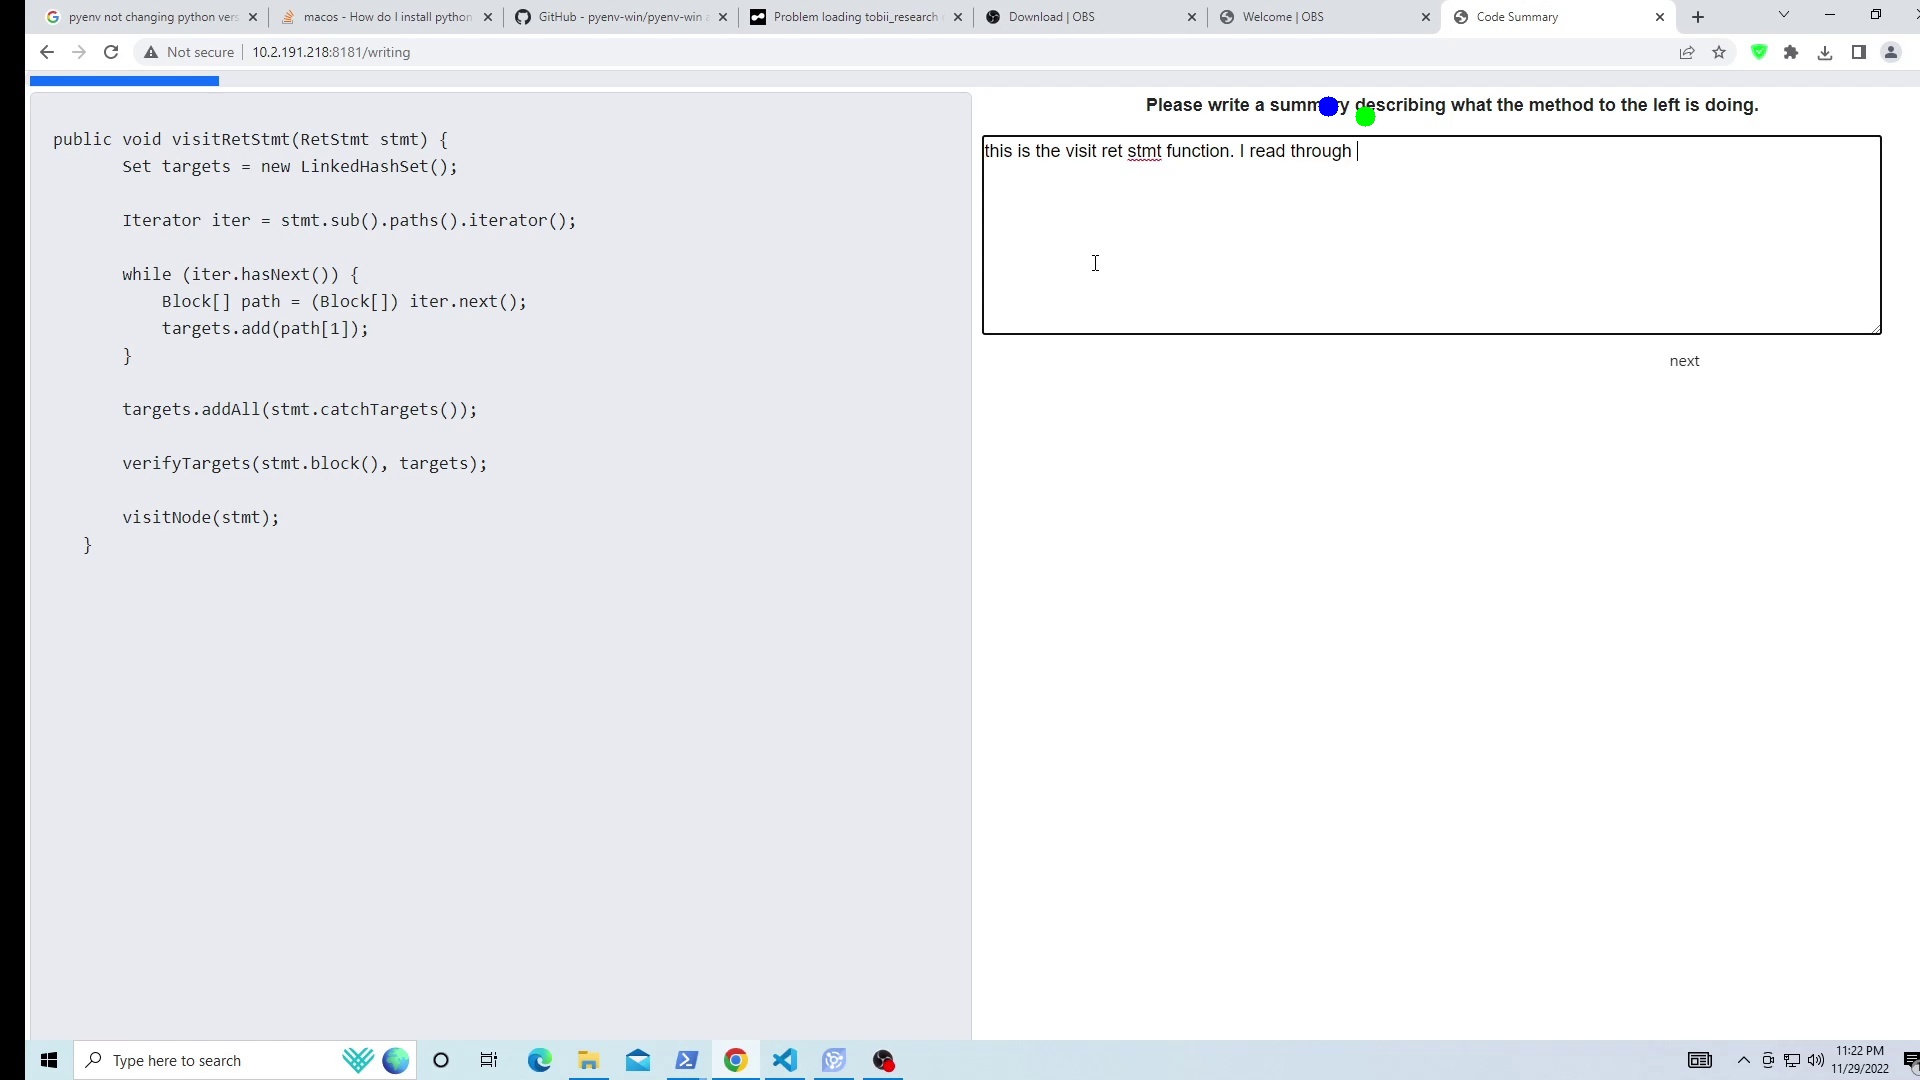 pyenv not changing python vers
macos - How do I install python
GitHub - pyenv-win/pyenv-win
Problem loading tobii_research
Download | OBS
Welcome | OBS
Code Summary
Not secure
10.2.191.218:8181/writing
public void visitRetStmt(RetStmt stmt) {
Set targets = new LinkedHashSet();
Iterator iter = stmt.sub().paths().iterator();
while (iter.hasNext()) {
Block[] path = (Block[]) iter.next();
targets.add(path[1]);
}
targets.addAll(stmt.catchTargets());
verifyTargets(stmt.block(), targets);
visitNode(stmt);
}
Please write a summary describing what the method to the left is doing.
this is the visit ret stmt function. I read through
next
Type here to search
11:22 PM
11/29/2022